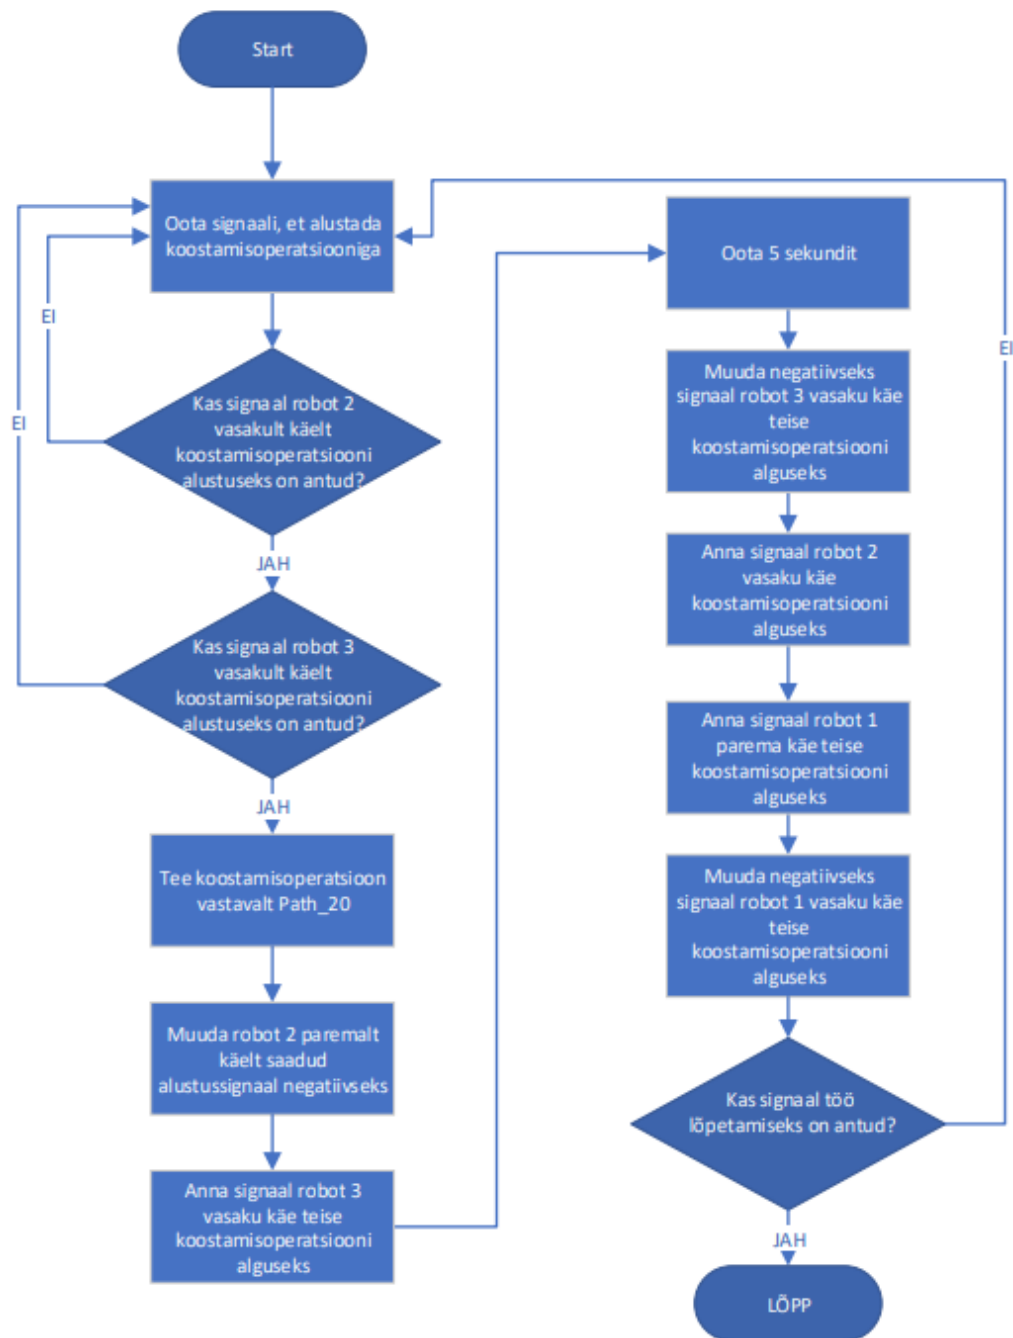 Start
Oota signaali, et alustada
koostamisoperatsiooniga
EI
EI
Kas signaal robot 2
vasakult käelt
koostamisoperatsiooni
alustuseks on antud?
JAH
Kas signaal robot 3
vasakult käelt
koostamisoperatsiooni
alustuseks on antud?
JAH
Tee koostamisoperatsioon
vastavalt Path_20
Muuda robot 2 paremalt
käelt saadud
alustussignaal negatiivseks
Anna signaal robot 3
vasaku käe teise
koostamisoperatsiooni
alguseks
Oota 5 sekundit
EI
Muuda negatiivseks
signaal robot 3 vasaku käe
teise
koostamisoperatsiooni
alguseks
Anna signaal robot 2
vasaku käe
koostamisoperatsiooni
alguseks
Anna signaal robot 1
parema käe teise
koostamisoperatsiooni
alguseks
Muuda negatiivseks
signaal robot 1 vasaku käe
teise
koostamisoperatsiooni
alguseks
Kas signaal töö
lõpetamiseks on antud?
JAH
LÕPP